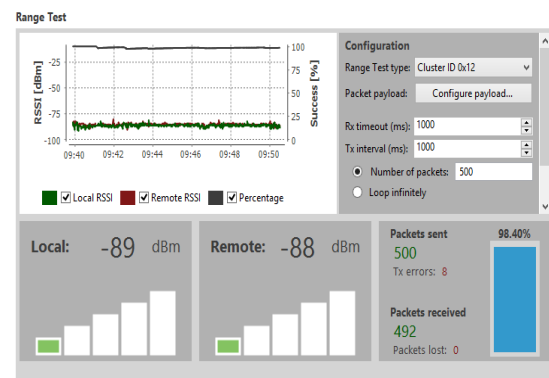 Range Test
RSSI [dBm]
-25
-50
-75
-100
100
75
50
25
0
Success [%]
09:40
09:42
09:44
09:46
09:48
09:50
Local RSSI
Remote RSSI
Percentage
Configuration
Range Test type: Cluster ID 0x12
Packet payload: Configure payload...
Rx timeout (ms): 1000
Tx interval (ms): 1000
Number of packets: 500
Loop infinitely
Local: -89 dBm
Remote: -88 dBm
Packets sent
500
Tx errors: 8
Packets received
492
Packets lost: 0
98.40%